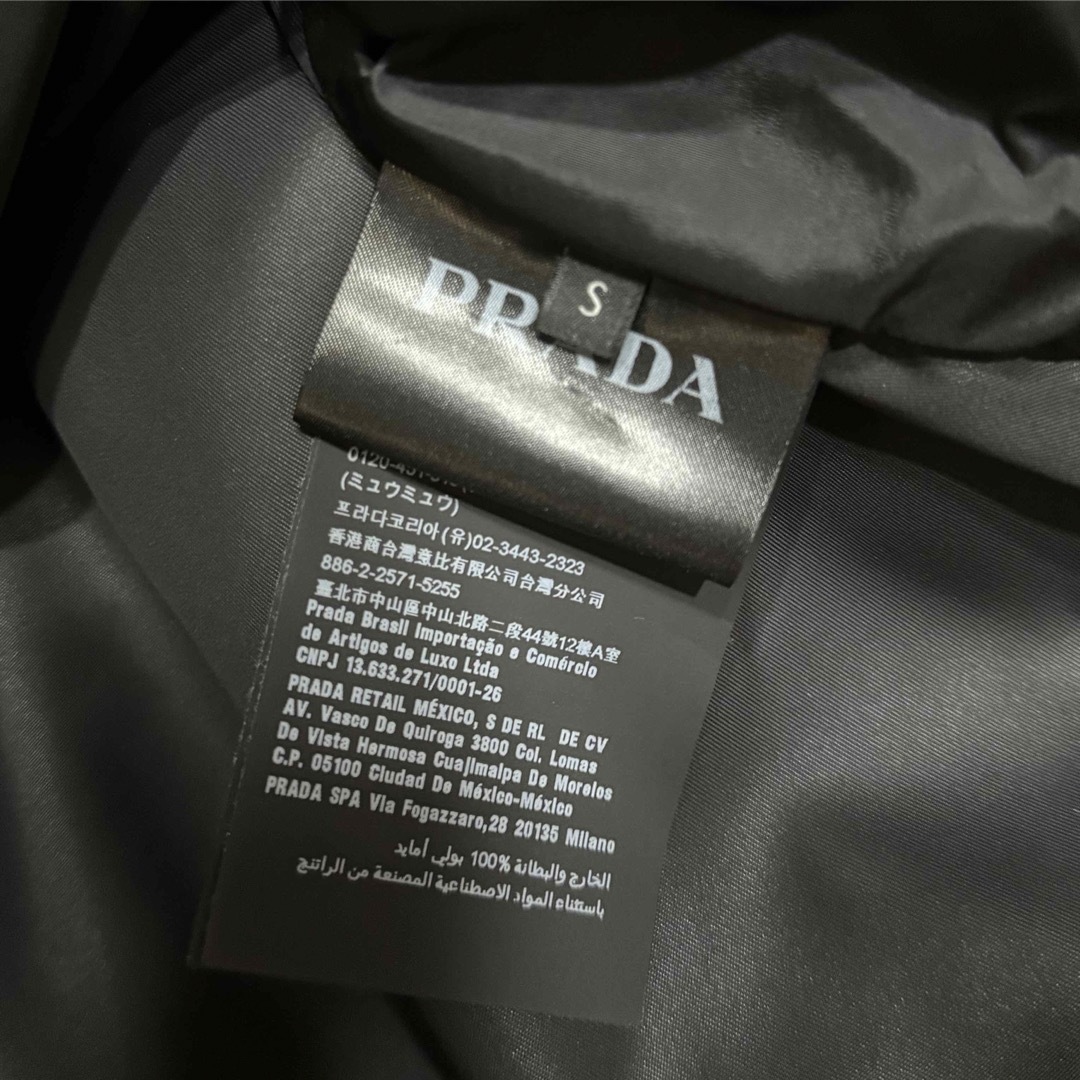 PRADA
S
(ミュウミュウ)
프라다코리아(유)02-3443-2323
香港商台灣意比有限公司台灣分公司
886-2-2571-5255
臺北市中山區中山北路二段44號12樓A室
Prada Brasil Importação e Comércio
de Artigos de Luxo Ltda
CNPJ 13.633.271/0001-26
PRADA RETAIL MÉXICO, S DE RL DE CV
AV. Vasco De Quiroga 3800 Col. Lomas
De Vista Hermosa Cuajimalpa De Morelos
C.P. 05100 Ciudad De México-México
PRADA SPA Via Fogazzaro,28 20135 Milano
الخارج والبطانة 100% بولي أمايد
باستثناء المواد الاصطناعية المصنعة من الراتنج